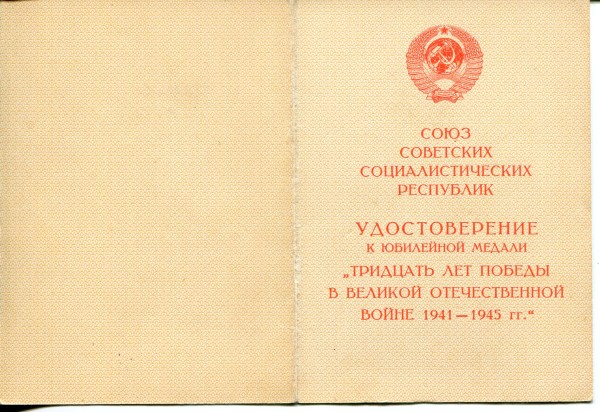 СОЮЗ
СОВЕТСКИХ
СОЦИАЛИСТИЧЕСКИХ
РЕСПУБЛИК
УДОСТОВЕРЕНИЕ
К ЮБИЛЕЙНОЙ МЕДАЛИ
„ТРИДЦАТЬ ЛЕТ ПОБЕДЫ
В ВЕЛИКОЙ ОТЕЧЕСТВЕННОЙ
ВОЙНЕ 1941—1945 гг.“